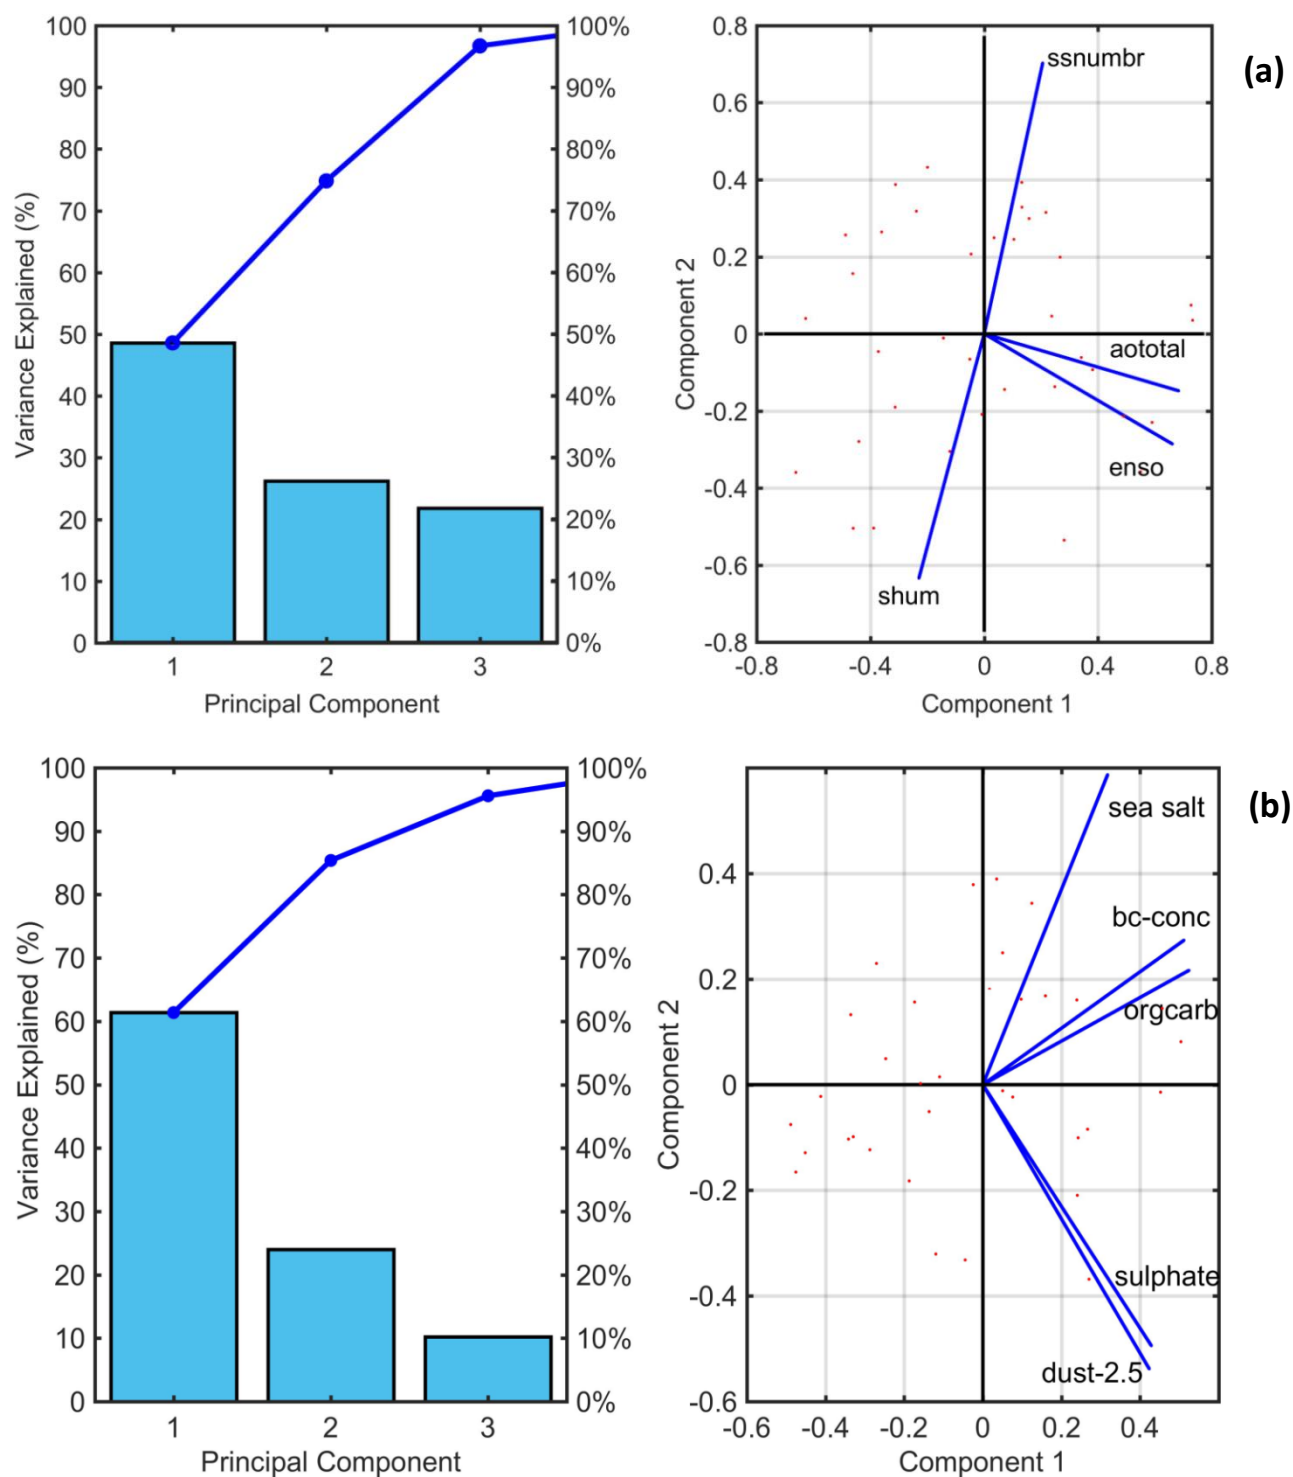 100
90
80
70
60
50
40
30
20
10
0
Variance Explained (%)
100%
90%
80%
70%
60%
50%
40%
30%
20%
10%
0%
1 2 3
Principal Component
0.8
0.6
0.4
0.2
0
-0.2
-0.4
-0.6
-0.8
Component 2
ssnumbr
aototal
enso
shum
-0.8 -0.4 0 0.4 0.8
Component 1
(a)
100
90
80
70
60
50
40
30
20
10
0
Variance Explained (%)
100%
90%
80%
70%
60%
50%
40%
30%
20%
10%
0%
1 2 3
Principal Component
0.4
0.2
0
-0.2
-0.4
-0.6
Component 2
sea salt
bc-conc
orgcarb
sulphate
dust-2.5
-0.6 -0.4 -0.2 0 0.2 0.4
Component 1
(b)